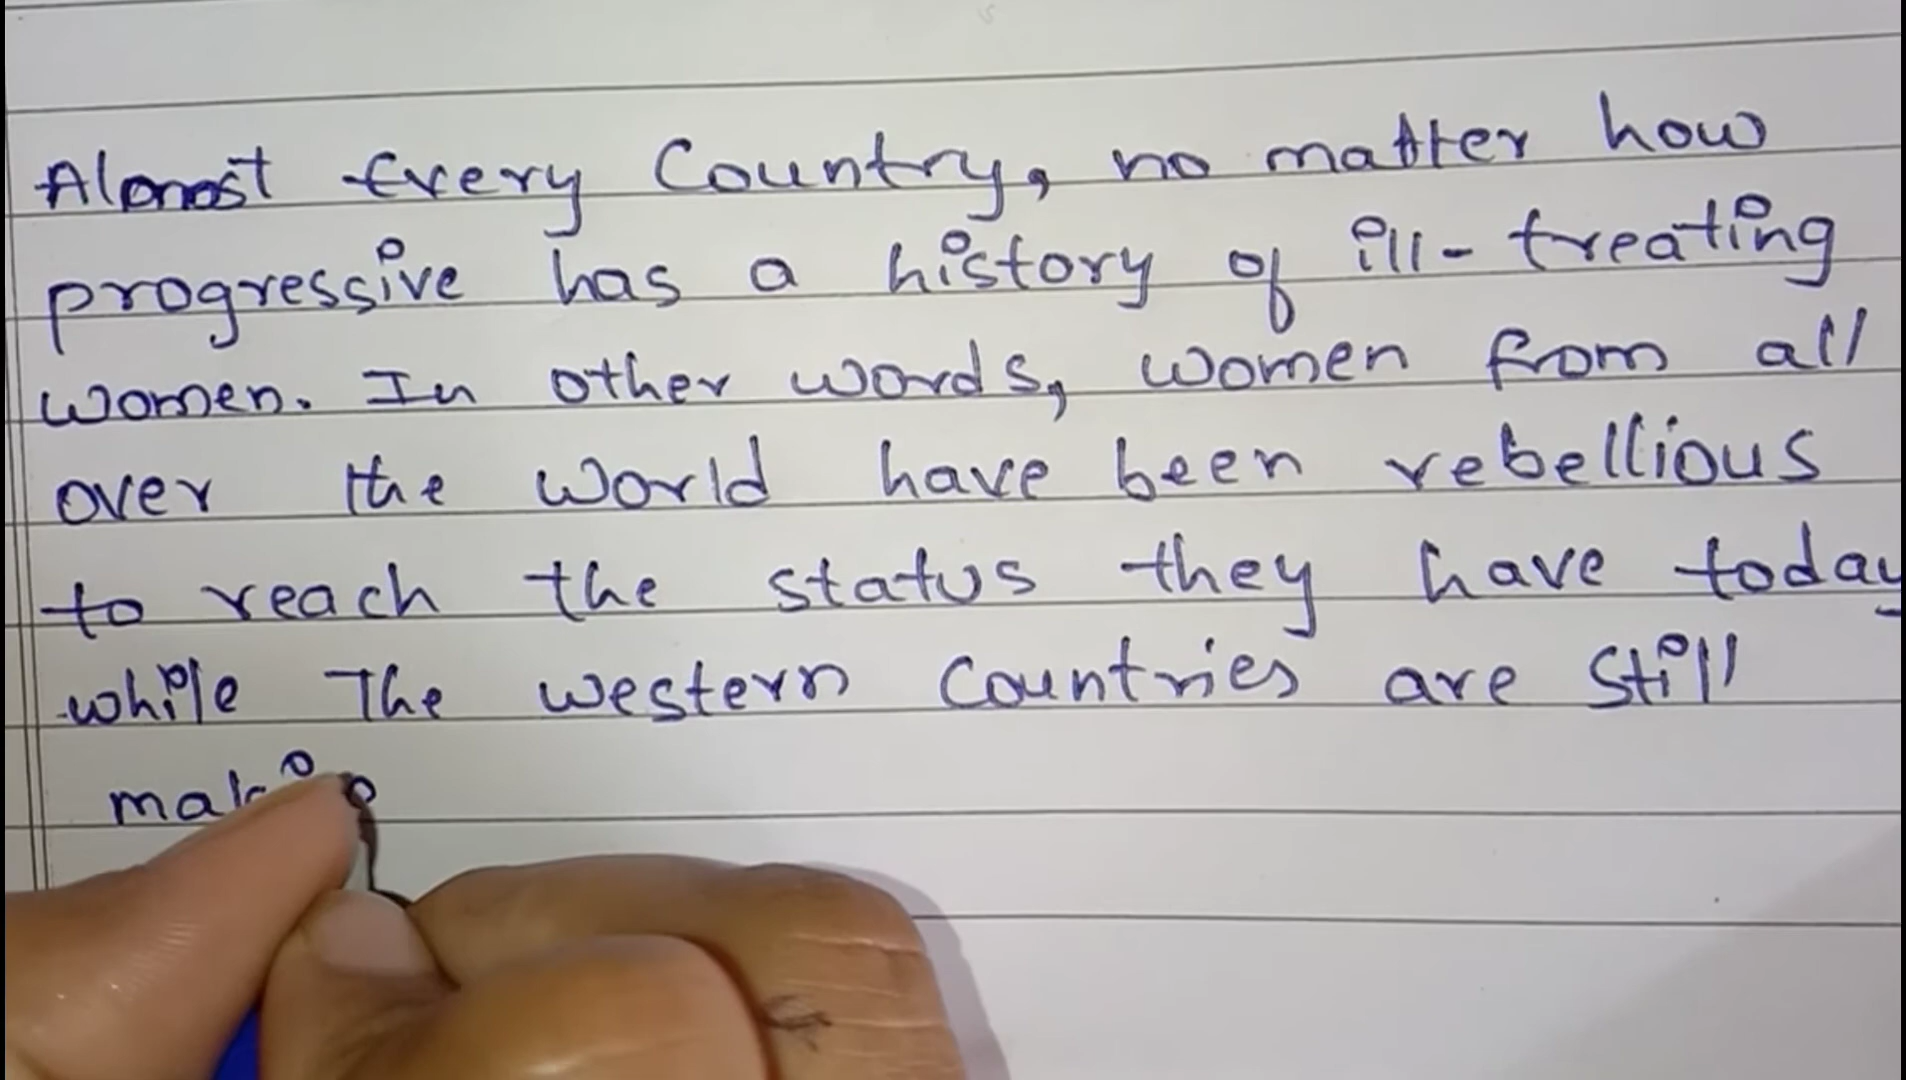 Almost Every Country, no matter how
progressive has a history of ill-treating
women. In other words, women from all
over the world have been rebellious
to reach the status they have today
while The western Countries are still